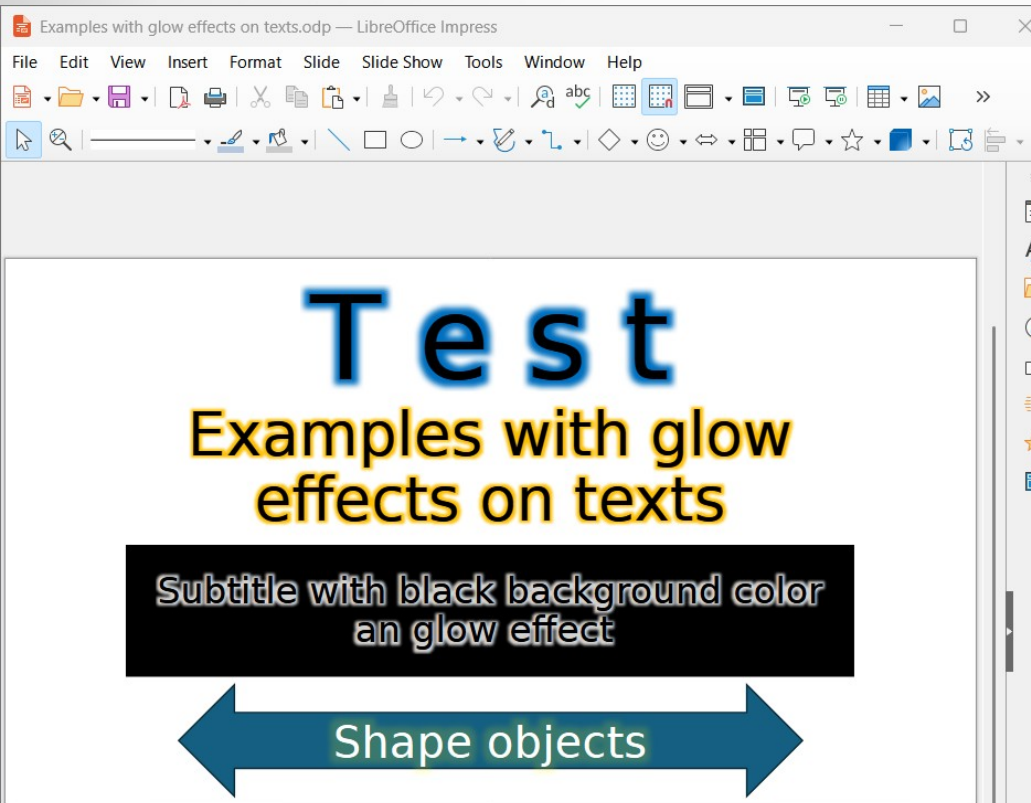 Examples with glow effects on texts.odp — LibreOffice Impress
File Edit View Insert Format Slide Slide Show Tools Window Help
abc
T e s t
Examples with glow
effects on texts
Subtitle with black background color
an glow effect
Shape objects